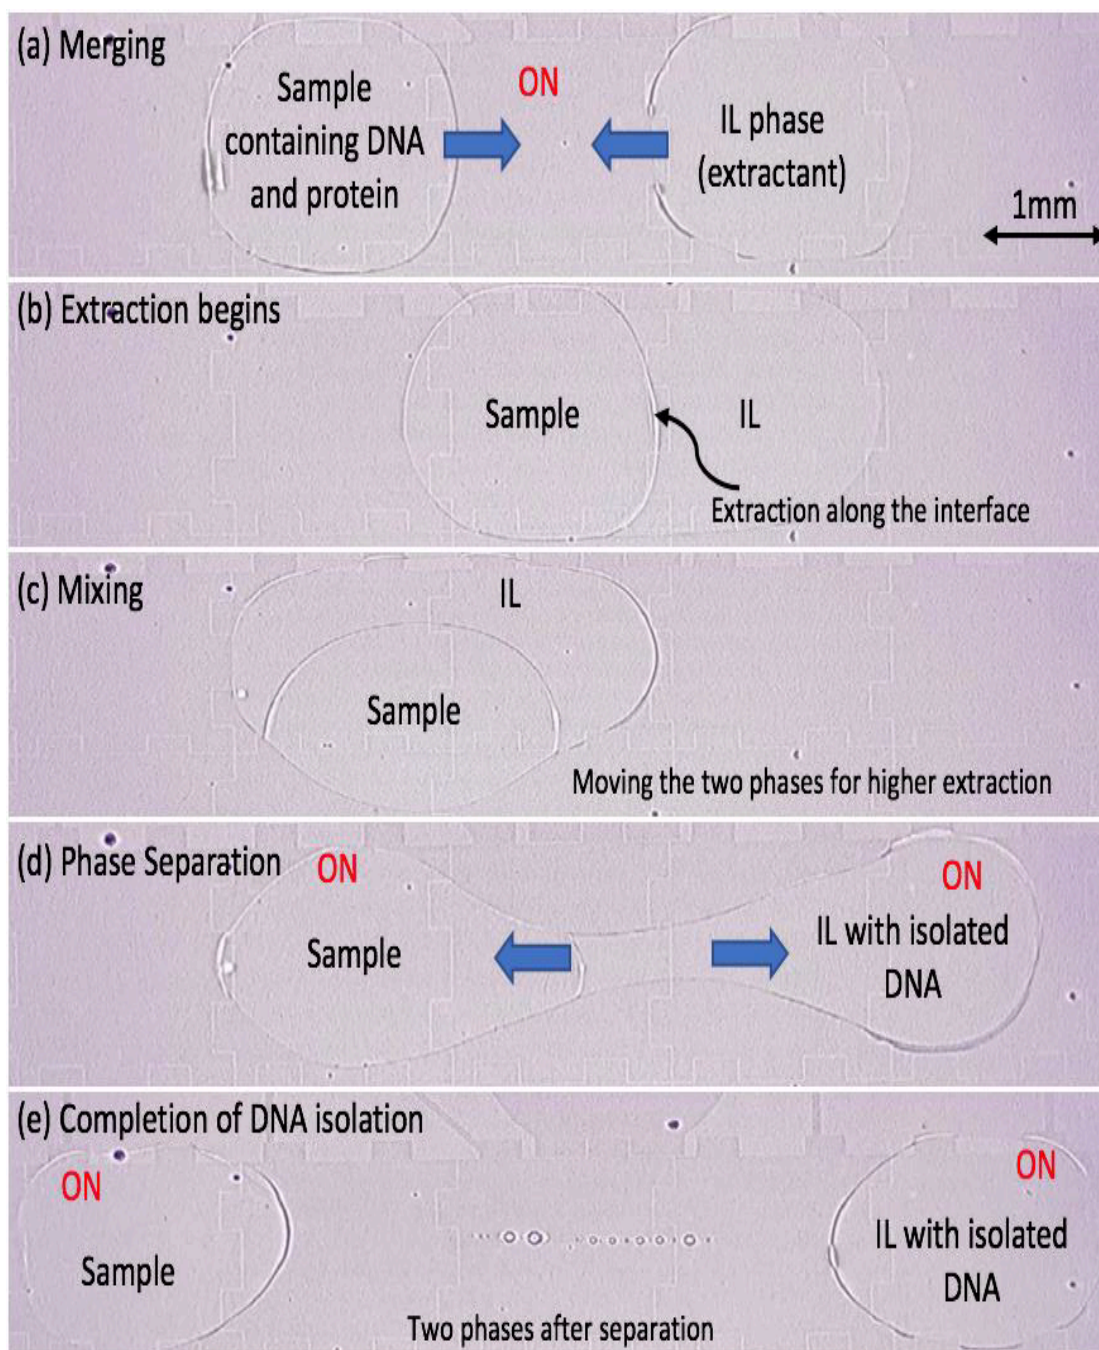 (a) Merging
Sample
containing DNA
and protein
ON
IL phase
(extractant)
1mm
(b) Extraction begins
Sample
IL
Extraction along the interface
(c) Mixing
IL
Sample
Moving the two phases for higher extraction
(d) Phase Separation
ON
Sample
ON
IL with isolated
DNA
(e) Completion of DNA isolation
ON
Sample
ON
IL with isolated
DNA
Two phases after separation